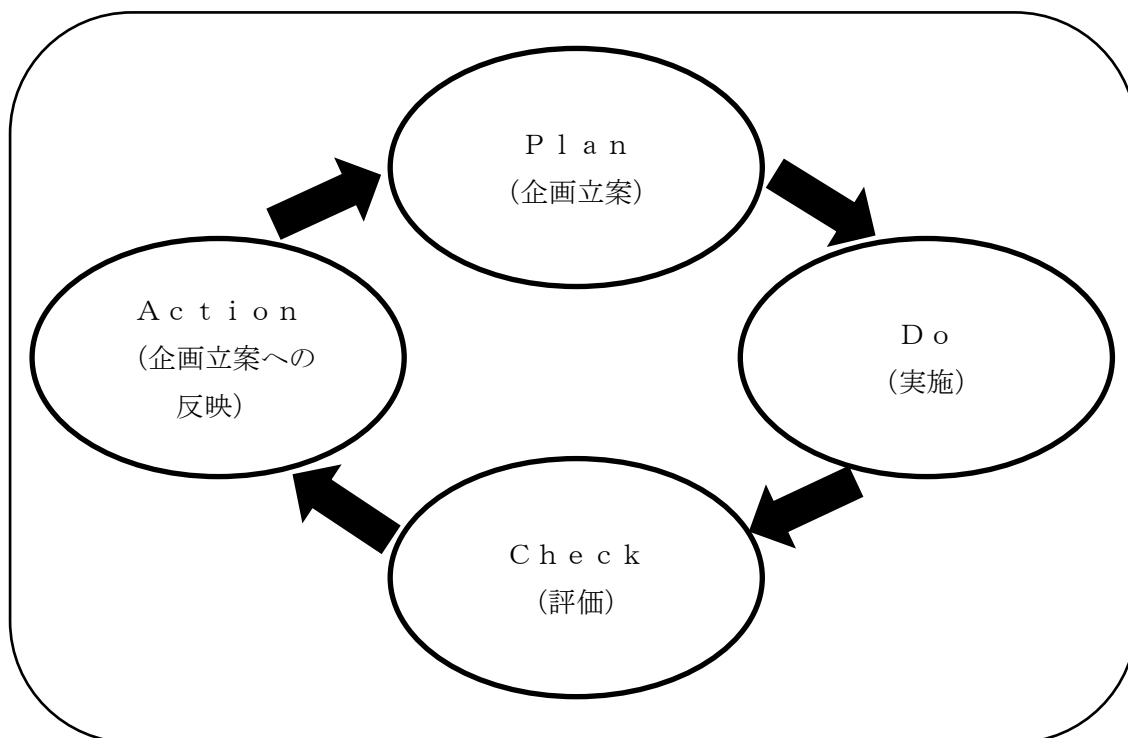 Ｐｌａｎ
（企画立案）
Ａｃｔｉｏｎ
（企画立案への
反映）
Ｄｏ
（実施）
Ｃｈｅｃｋ
（評価）